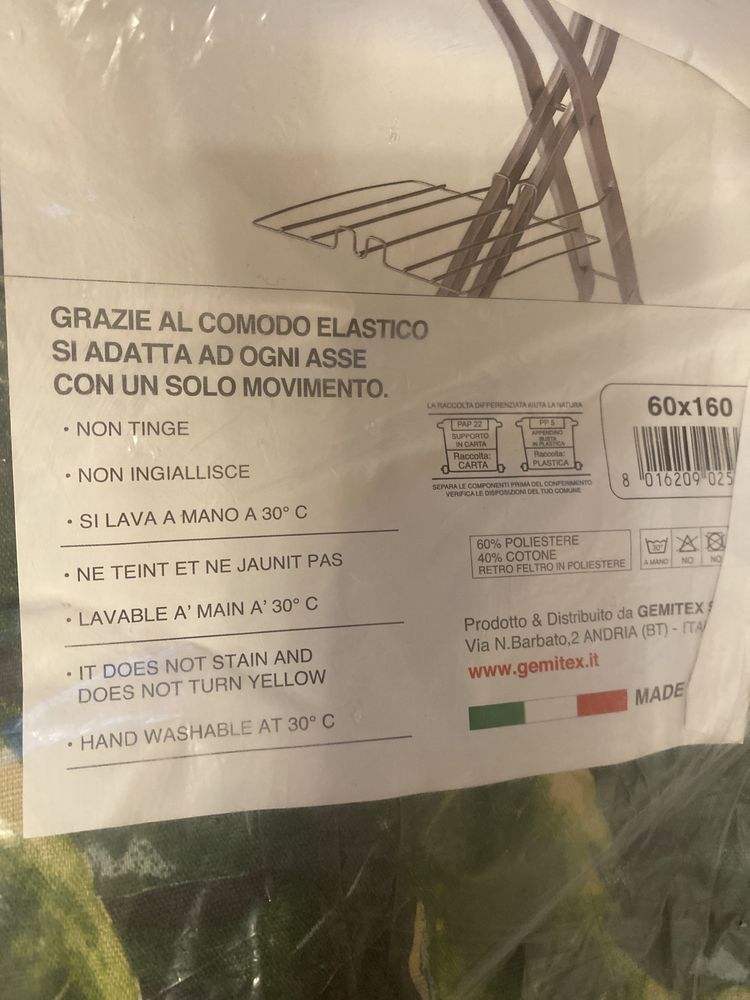 GRAZIE AL COMODO ELASTICO
SI ADATTA AD OGNI ASSE
CON UN SOLO MOVIMENTO.
• NON TINGE
• NON INGIALLISCE
• SI LAVA A MANO A 30° C
• NE TEINT ET NE JAUNIT PAS
• LAVABLE A' MAIN A' 30° C
• IT DOES NOT STAIN AND
DOES NOT TURN YELLOW
• HAND WASHABLE AT 30° C
LA RACCOLTA DIFFERENZIATA AIUTA LA NATURA
PAP 22
SUPPORTO
IN CARTA
Raccolta:
CARTA
PP 5
APPENDINO
BUSTA
IN PLASTICA
Raccolta:
PLASTICA
SEPARA LE COMPONENTI PRIMA DEL CONFERIMENTO
VERIFICA LE DISPOSIZIONI DEL TUO COMUNE
60x160
8 016209 025
60% POLIESTERE
40% COTONE
RETRO FELTRO IN POLIESTERE
30°
A MANO NO NO
Prodotto & Distribuito da GEMITEX S
Via N.Barbato,2 ANDRIA (BT) - ITA
www.gemitex.it
MADE